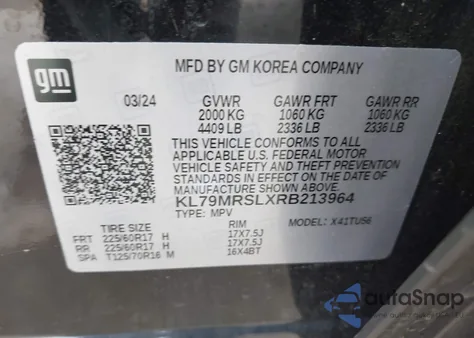 gm
MFD BY GM KOREA COMPANY
03/24 GVWR GAWR FRT GAWR RR
2000 KG 1060 KG 1060 KG
4409 LB 2336 LB 2336 LB
THIS VEHICLE CONFORMS TO ALL
APPLICABLE U.S. FEDERAL MOTOR
VEHICLE SAFETY AND THEFT PREVENTION
STANDARDS IN EFFECT ON THE DATE OF
MANUFACTURE SHOWN ABOVE.
KL79MRSLXRB213964
TYPE: MPV MODEL: X41TUS6
TIRE SIZE RIM
FRT 225/60R17 H 17X7.5J
RR 225/60R17 H 17X7.5J
SPA T125/70R16 M 16X4BT
autoSnap